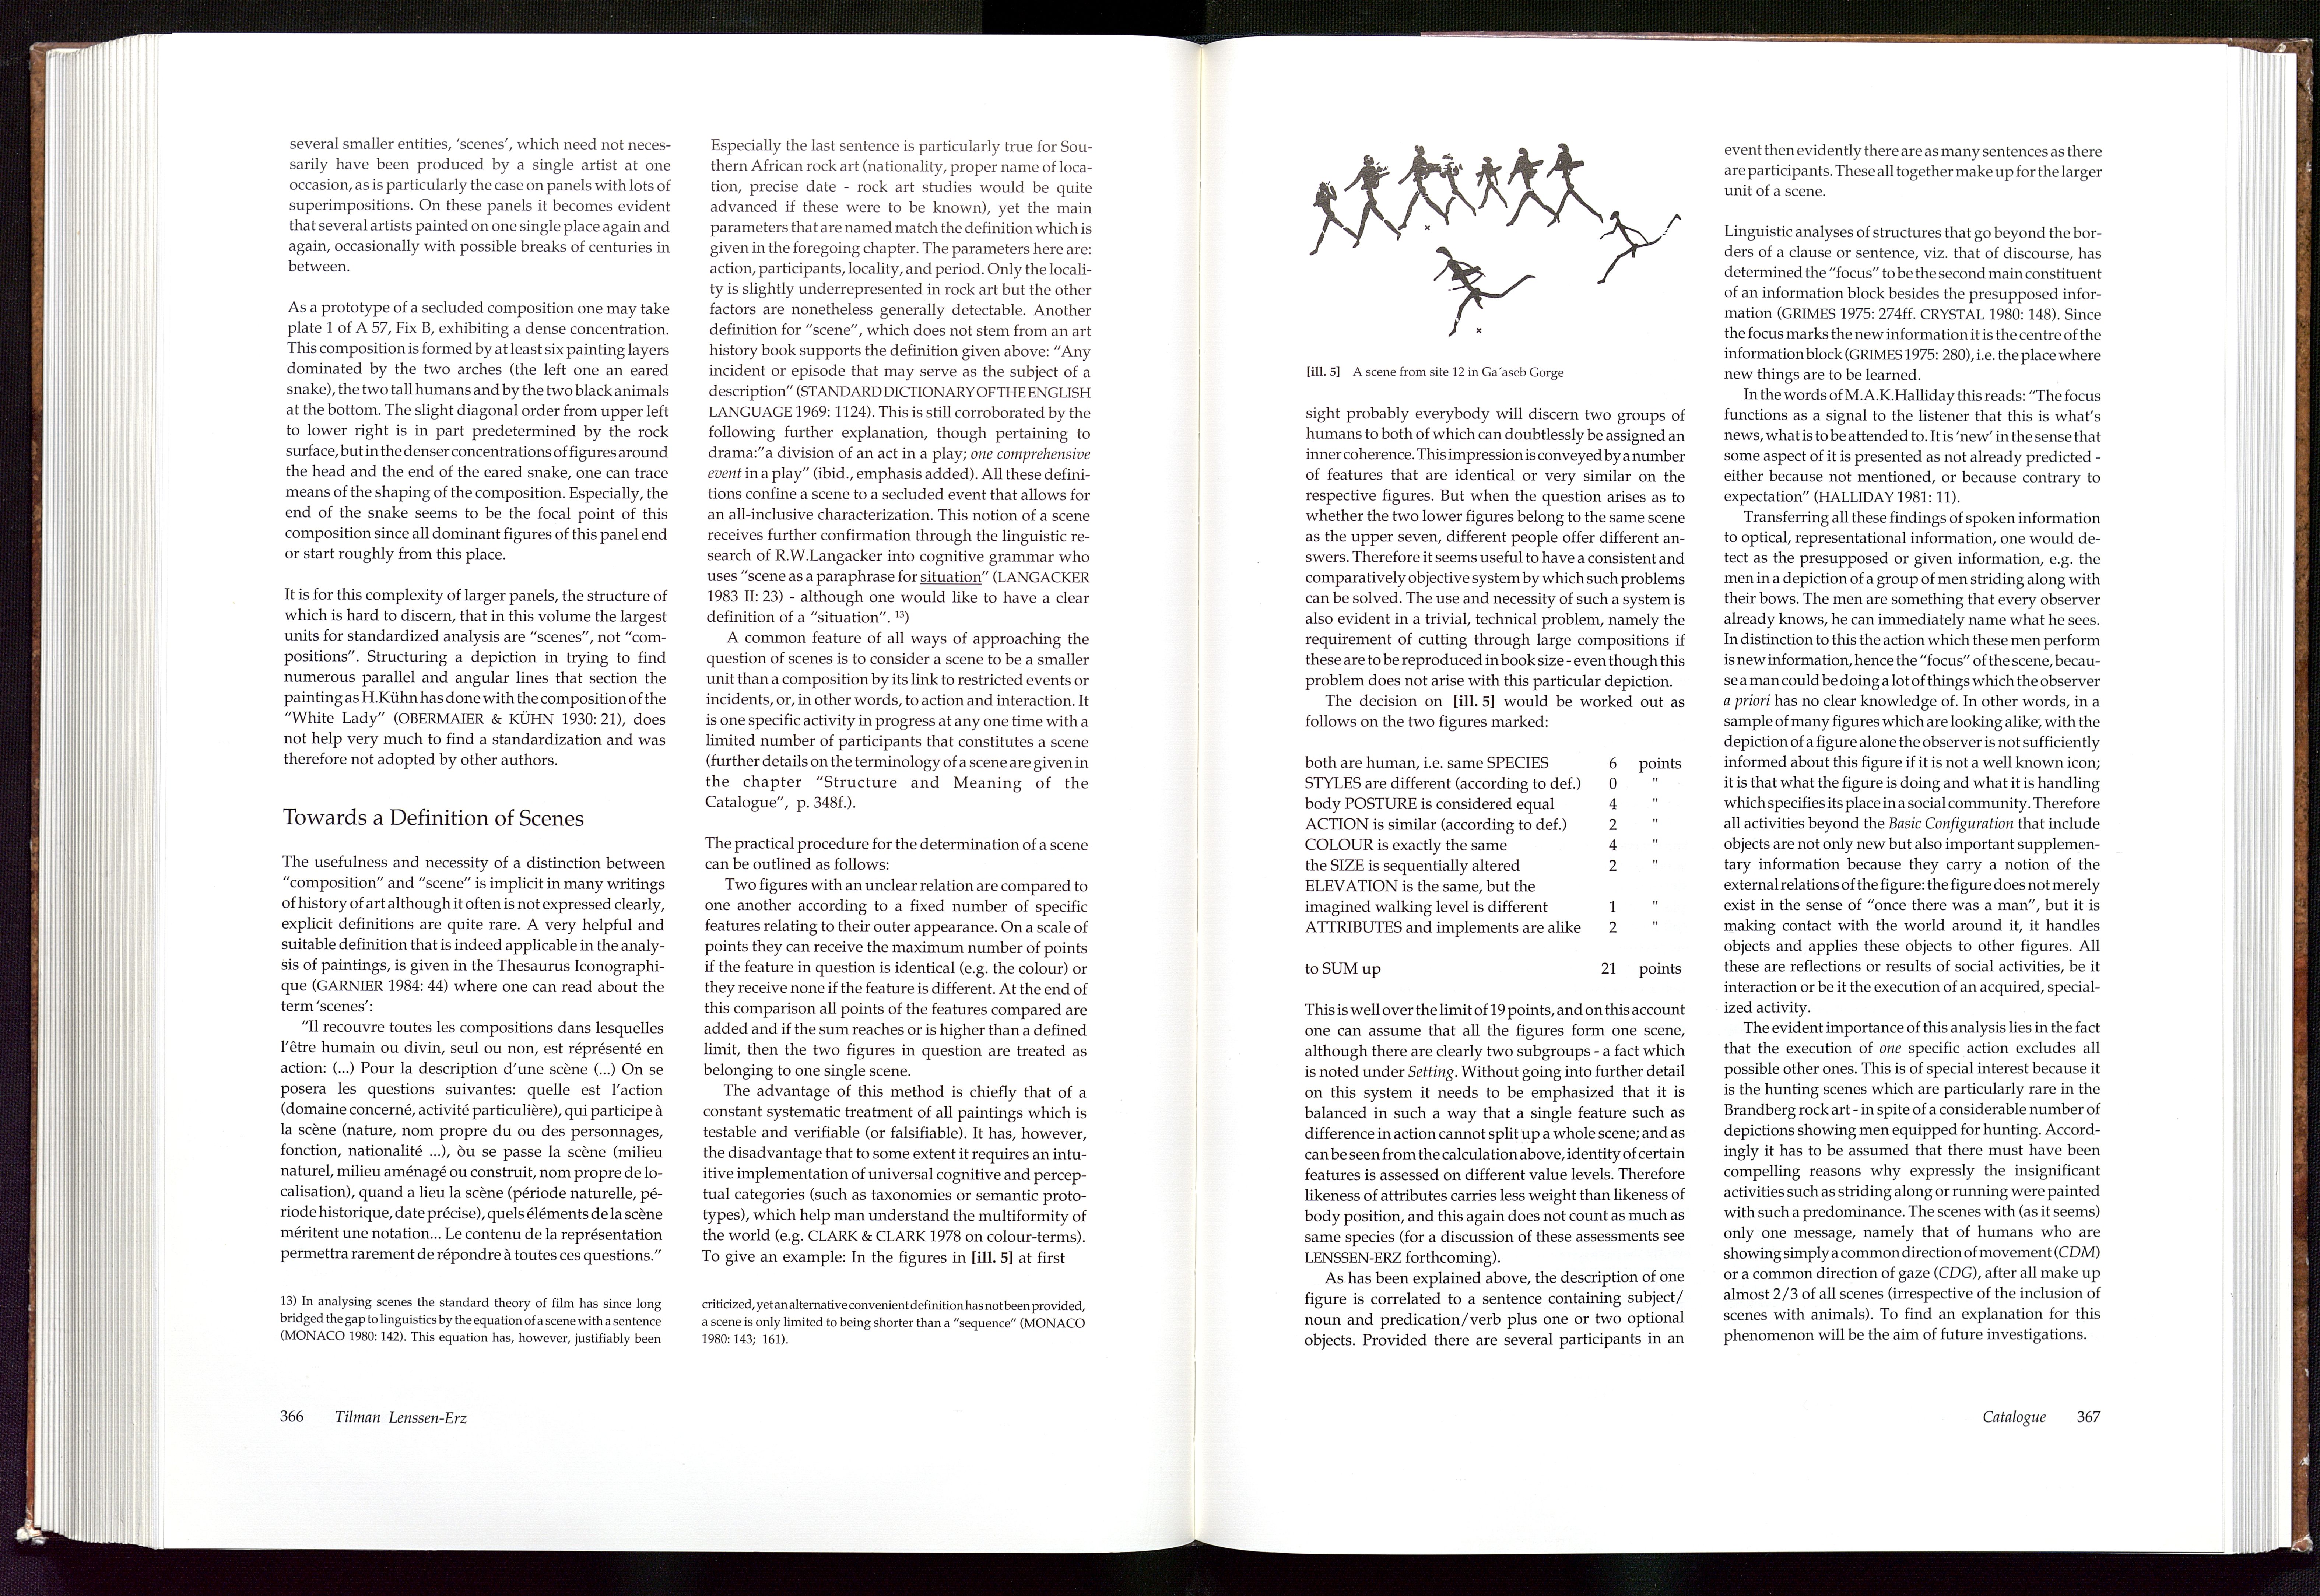 several smaller entities, ‘scenes’, which need not neces-
sarily have been produced by a single artist at one
occasion, as is particularly the case on panels with lots of
superimpositions. On these panels it becomes evident
that several artists painted on one single place again and
again, occasionally with possible breaks of centuries in
between.
As a prototype of a secluded composition one may take
plate 1 of A 57, Fix B, exhibiting a dense concentration.
This composition is formed by at least six painting layers
dominated by the two arches (the left one an eared
snake), the two tall humans and by the two black animals
at the bottom. The slight diagonal order from upper left
to lower right is in part predetermined by the rock
surface, but in the denser concentrations of figures around
the head and the end of the eared snake, one can trace
means of the shaping of the composition. Especially, the
end of the snake seems to be the focal point of this
composition since all dominant figures of this panel end
or start roughly from this place.
It is for this complexity of larger panels, the structure of
which is hard to discern, that in this volume the largest
units for standardized analysis are “scenes”, not “com-
positions”. Structuring a depiction in trying to find
numerous parallel and angular lines that section the
painting as H.Kühn has done with the composition of the
“White Lady” (OBERMAIER & KÜHN 1930: 21), does
not help very much to find a standardization and was
therefore not adopted by other authors.
Towards a Definition of Scenes
The usefulness and necessity of a distinction between
“composition” and “scene” is implicit in many writings
of history of art although it often is not expressed clearly,
explicit definitions are quite rare. A very helpful and
suitable definition that is indeed applicable in the analy-
sis of paintings, is given in the Thesaurus Iconographi-
que (GARNIER 1984: 44) where one can read about the
term ‘scenes’:
“Il recouvre toutes les compositions dans lesquelles
l’être humain ou divin, seul ou non, est réprésenté en
action: (...) Pour la description d’une scène (...) On se
posera les questions suivantes: quelle est l’action
(domaine concerné, activité particulière), qui participe à
la scène (nature, nom propre du ou des personnages,
fonction, nationalité ...), òu se passe la scène (milieu
naturel, milieu aménagé ou construit, nom propre de lo-
calisation), quand a lieu la scène (période naturelle, pé-
riode historique, date précise), quels éléments de la scène
méritent une notation... Le contenu de la représentation
permettra rarement de répondre à toutes ces questions.”
13) In analysing scenes the standard theory of film has since long
bridged the gap to linguistics by the equation of a scene with a sentence
(MONACO 1980: 142). This equation has, however, justifiably been
366 Tilman Lenssen-Erz
Especially the last sentence is particularly true for Sou-
thern African rock art (nationality, proper name of loca-
tion, precise date - rock art studies would be quite
advanced if these were to be known), yet the main
parameters that are named match the definition which is
given in the foregoing chapter. The parameters here are:
action, participants, locality, and period. Only the locali-
ty is slightly underrepresented in rock art but the other
factors are nonetheless generally detectable. Another
definition for “scene”, which does not stem from an art
history book supports the definition given above: “Any
incident or episode that may serve as the subject of a
description” (STANDARD DICTIONARY OF THE ENGLISH
LANGUAGE 1969: 1124). This is still corroborated by the
following further explanation, though pertaining to
drama:”a division of an act in a play; one comprehensive
event in a play” (ibid., emphasis added). All these defini-
tions confine a scene to a secluded event that allows for
an all-inclusive characterization. This notion of a scene
receives further confirmation through the linguistic re-
search of R.W.Langacker into cognitive grammar who
uses “scene as a paraphrase for situation” (LANGACKER
1983 II: 23) - although one would like to have a clear
definition of a “situation”. 13)
A common feature of all ways of approaching the
question of scenes is to consider a scene to be a smaller
unit than a composition by its link to restricted events or
incidents, or, in other words, to action and interaction. It
is one specific activity in progress at any one time with a
limited number of participants that constitutes a scene
(further details on the terminology of a scene are given in
the chapter “Structure and Meaning of the
Catalogue”, p. 348f.).
The practical procedure for the determination of a scene
can be outlined as follows:
Two figures with an unclear relation are compared to
one another according to a fixed number of specific
features relating to their outer appearance. On a scale of
points they can receive the maximum number of points
if the feature in question is identical (e.g. the colour) or
they receive none if the feature is different. At the end of
this comparison all points of the features compared are
added and if the sum reaches or is higher than a defined
limit, then the two figures in question are treated as
belonging to one single scene.
The advantage of this method is chiefly that of a
constant systematic treatment of all paintings which is
testable and verifiable (or falsifiable). It has, however,
the disadvantage that to some extent it requires an intu-
itive implementation of universal cognitive and percep-
tual categories (such as taxonomies or semantic proto-
types), which help man understand the multiformity of
the world (e.g. CLARK & CLARK 1978 on colour-terms).
To give an example: In the figures in [ill. 5] at first
criticized, yet an alternative convenient definition has not been provided,
a scene is only limited to being shorter than a “sequence” (MONACO
1980: 143; 161).
[ill. 5] A scene from site 12 in Ga´aseb Gorge
sight probably everybody will discern two groups of
humans to both of which can doubtlessly be assigned an
inner coherence. This impression is conveyed by a number
of features that are identical or very similar on the
respective figures. But when the question arises as to
whether the two lower figures belong to the same scene
as the upper seven, different people offer different an-
swers. Therefore it seems useful to have a consistent and
comparatively objective system by which such problems
can be solved. The use and necessity of such a system is
also evident in a trivial, technical problem, namely the
requirement of cutting through large compositions if
these are to be reproduced in book size - even though this
problem does not arise with this particular depiction.
The decision on [ill. 5] would be worked out as
follows on the two figures marked:
both are human, i.e. same SPECIES 6 points
STYLES are different (according to def.) 0 "
body POSTURE is considered equal 4 "
ACTION is similar (according to def.) 2 "
COLOUR is exactly the same 4 "
the SIZE is sequentially altered 2 "
ELEVATION is the same, but the
imagined walking level is different 1 "
ATTRIBUTES and implements are alike 2 "
to SUM up 21 points
This is well over the limit of 19 points, and on this account
one can assume that all the figures form one scene,
although there are clearly two subgroups - a fact which
is noted under Setting. Without going into further detail
on this system it needs to be emphasized that it is
balanced in such a way that a single feature such as
difference in action cannot split up a whole scene; and as
can be seen from the calculation above, identity of certain
features is assessed on different value levels. Therefore
likeness of attributes carries less weight than likeness of
body position, and this again does not count as much as
same species (for a discussion of these assessments see
LENSSEN-ERZ forthcoming).
As has been explained above, the description of one
figure is correlated to a sentence containing subject/
noun and predication/verb plus one or two optional
objects. Provided there are several participants in an
event then evidently there are as many sentences as there
are participants. These all together make up for the larger
unit of a scene.
Linguistic analyses of structures that go beyond the bor-
ders of a clause or sentence, viz. that of discourse, has
determined the “focus” to be the second main constituent
of an information block besides the presupposed infor-
mation (GRIMES 1975: 274ff. CRYSTAL 1980: 148). Since
the focus marks the new information it is the centre of the
information block (GRIMES 1975: 280), i.e. the place where
new things are to be learned.
In the words of M.A.K.Halliday this reads: “The focus
functions as a signal to the listener that this is what’s
news, what is to be attended to. It is ‘new’ in the sense that
some aspect of it is presented as not already predicted -
either because not mentioned, or because contrary to
expectation” (HALLIDAY 1981: 11).
Transferring all these findings of spoken information
to optical, representational information, one would de-
tect as the presupposed or given information, e.g. the
men in a depiction of a group of men striding along with
their bows. The men are something that every observer
already knows, he can immediately name what he sees.
In distinction to this the action which these men perform
is new information, hence the “focus” of the scene, becau-
se a man could be doing a lot of things which the observer
a priori has no clear knowledge of. In other words, in a
sample of many figures which are looking alike, with the
depiction of a figure alone the observer is not sufficiently
informed about this figure if it is not a well known icon;
it is that what the figure is doing and what it is handling
which specifies its place in a social community. Therefore
all activities beyond the Basic Configuration that include
objects are not only new but also important supplemen-
tary information because they carry a notion of the
external relations of the figure: the figure does not merely
exist in the sense of “once there was a man”, but it is
making contact with the world around it, it handles
objects and applies these objects to other figures. All
these are reflections or results of social activities, be it
interaction or be it the execution of an acquired, special-
ized activity.
The evident importance of this analysis lies in the fact
that the execution of one specific action excludes all
possible other ones. This is of special interest because it
is the hunting scenes which are particularly rare in the
Brandberg rock art - in spite of a considerable number of
depictions showing men equipped for hunting. Accord-
ingly it has to be assumed that there must have been
compelling reasons why expressly the insignificant
activities such as striding along or running were painted
with such a predominance. The scenes with (as it seems)
only one message, namely that of humans who are
showing simply a common direction of movement (CDM)
or a common direction of gaze (CDG), after all make up
almost 2/3 of all scenes (irrespective of the inclusion of
scenes with animals). To find an explanation for this
phenomenon will be the aim of future investigations.
Catalogue 367